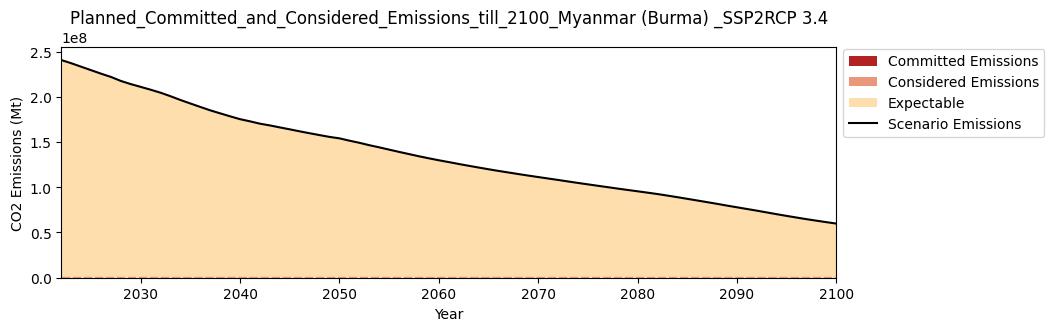 Planned_Committed_and_Considered_Emissions_till_2100_Myanmar (Burma) _SSP2RCP 3.4
1e8
2.5
2.0
1.5
1.0
0.5
0.0
CO2 Emissions (Mt)
2030 2040 2050 2060 2070 2080 2090 2100
Year
Committed Emissions
Considered Emissions
Expectable
Scenario Emissions